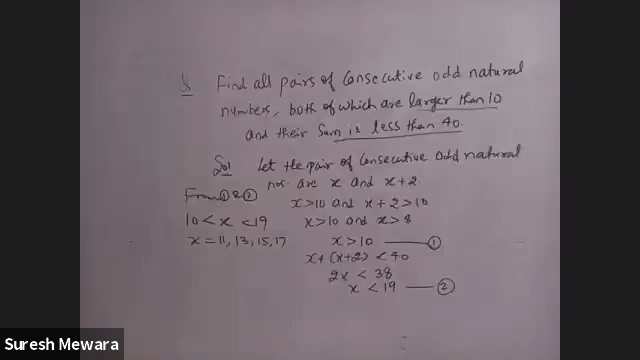 Q. Find all pairs of Consecutive odd natural
numbers, both of which are larger than 10
and their Sum is less than 40.
Sol Let the pair of Consecutive odd natural
nos. are x and x+2.
x>10 and x+2>10
x>10 and x>8
x>10 — ①
x+(x+2) < 40
2x < 38
x < 19 — ②
From ① & ②
10 < x < 19
x = 11, 13, 15, 17
Suresh Mewara